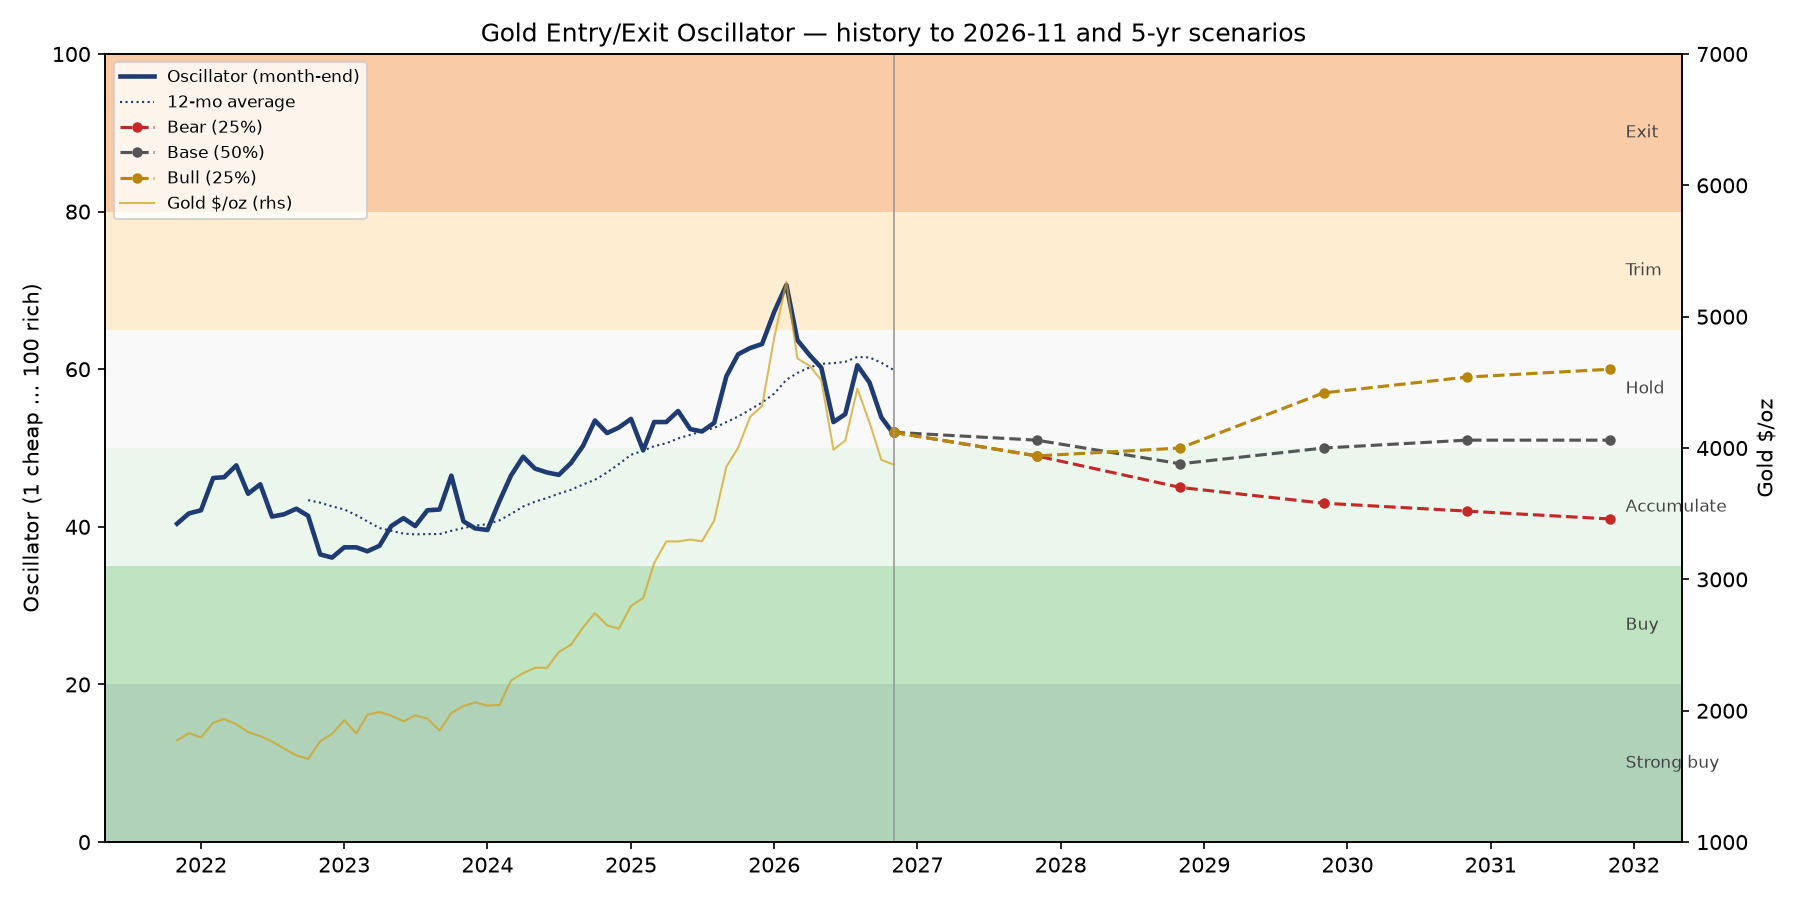 Gold Entry/Exit Oscillator — history to 2026-11 and 5-yr scenarios
Oscillator (month-end)
12-mo average
Bear (25%)
Base (50%)
Bull (25%)
Gold $/oz (rhs)
Exit
Trim
Hold
Accumulate
Buy
Strong buy
100
80
60
40
20
0
Oscillator (1 cheap ... 100 rich)
7000
6000
5000
4000
3000
2000
1000
Gold $/oz
2022
2023
2024
2025
2026
2027
2028
2029
2030
2031
2032